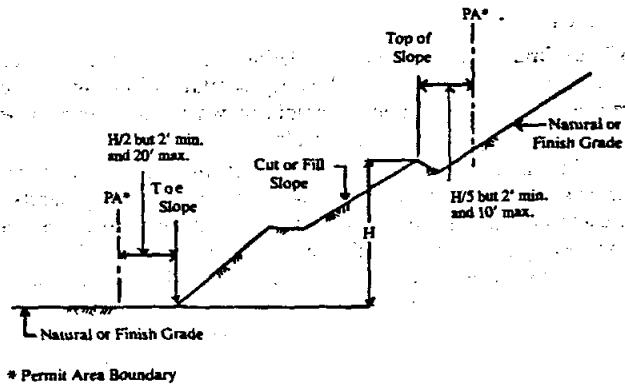 PA*
Top of
Slope
Natural or
Finish Grade
H/2 but 2' min.
and 20' max.
Cut or Fill
Slope
Toe
Slope
PA*
H/5 but 2' min.
and 10' max.
H
Natural or Finish Grade
* Permit Area Boundary